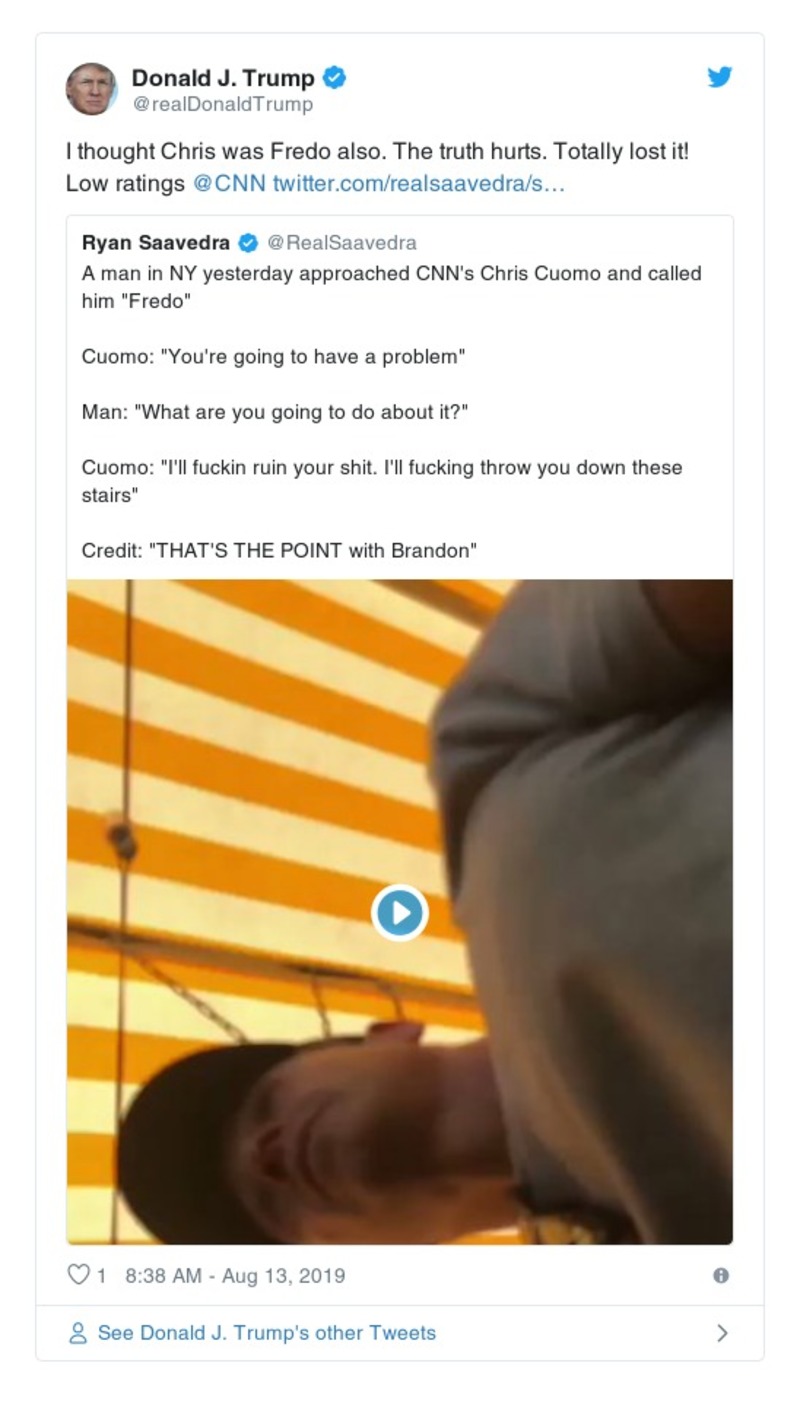 Donald J. Trump
@realDonaldTrump
I thought Chris was Fredo also. The truth hurts. Totally lost it!
Low ratings @CNN twitter.com/realsaavedra/s…
Ryan Saavedra @RealSaavedra
A man in NY yesterday approached CNN's Chris Cuomo and called
him "Fredo"
Cuomo: "You're going to have a problem"
Man: "What are you going to do about it?"
Cuomo: "I'll fuckin ruin your shit. I'll fucking throw you down these
stairs"
Credit: "THAT'S THE POINT with Brandon"
1 8:38 AM - Aug 13, 2019
See Donald J. Trump's other Tweets